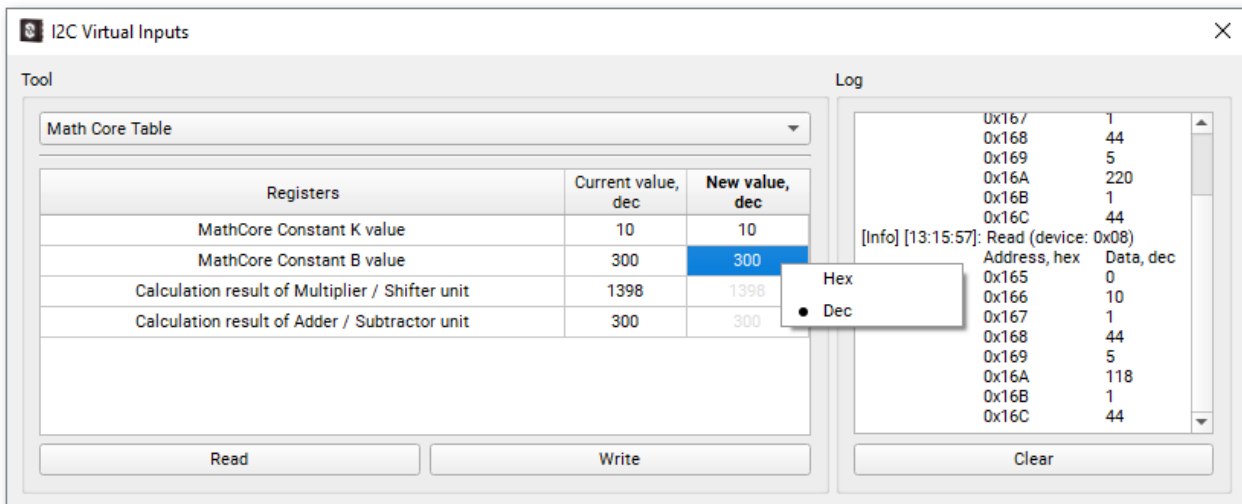 I2C Virtual Inputs
Tool
Math Core Table
Registers
Current value, dec
New value, dec
MathCore Constant K value 10 10
MathCore Constant B value 300 300
Calculation result of Multiplier / Shifter unit 1398 1398
Calculation result of Adder / Subtractor unit 300 300
Hex
Dec
Read
Write
Log
0x167 1
0x168 44
0x169 5
0x16A 220
0x16B 1
0x16C 44
[Info] [13:15:57]: Read (device: 0x08)
Address, hex Data, dec
0x165 0
0x166 10
0x167 1
0x168 44
0x169 5
0x16A 118
0x16B 1
0x16C 44
Clear